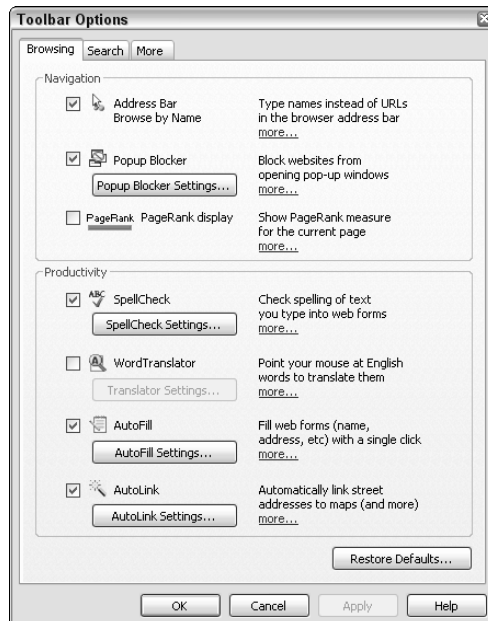 Toolbar Options
Browsing Search More
Navigation
Address Bar
Browse by Name
Type names instead of URLs
in the browser address bar
more...
Popup Blocker
Popup Blocker Settings...
Block websites from
opening pop-up windows
more...
PageRank PageRank display
Show PageRank measure
for the current page
more...
Productivity
ABC
SpellCheck
SpellCheck Settings...
Check spelling of text
you type into web forms
more...
WordTranslator
Translator Settings...
Point your mouse at English
words to translate them
more...
AutoFill
AutoFill Settings...
Fill web forms (name,
address, etc) with a single click
more...
AutoLink
AutoLink Settings...
Automatically link street
addresses to maps (and more)
more...
Restore Defaults...
OK Cancel Apply Help